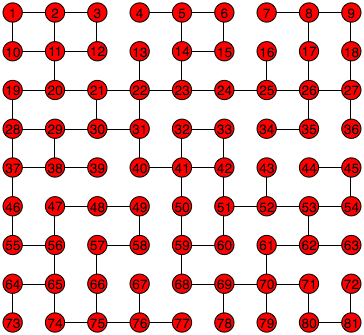 1 2 3 4 5 6 7 8 9
10 11 12 13 14 15 16 17 18
19 20 21 22 23 24 25 26 27
28 29 30 31 32 33 34 35 36
37 38 39 40 41 42 43 44 45
46 47 48 49 50 51 52 53 54
55 56 57 58 59 60 61 62 63
64 65 66 67 68 69 70 71 72
73 74 75 76 77 78 79 80 81